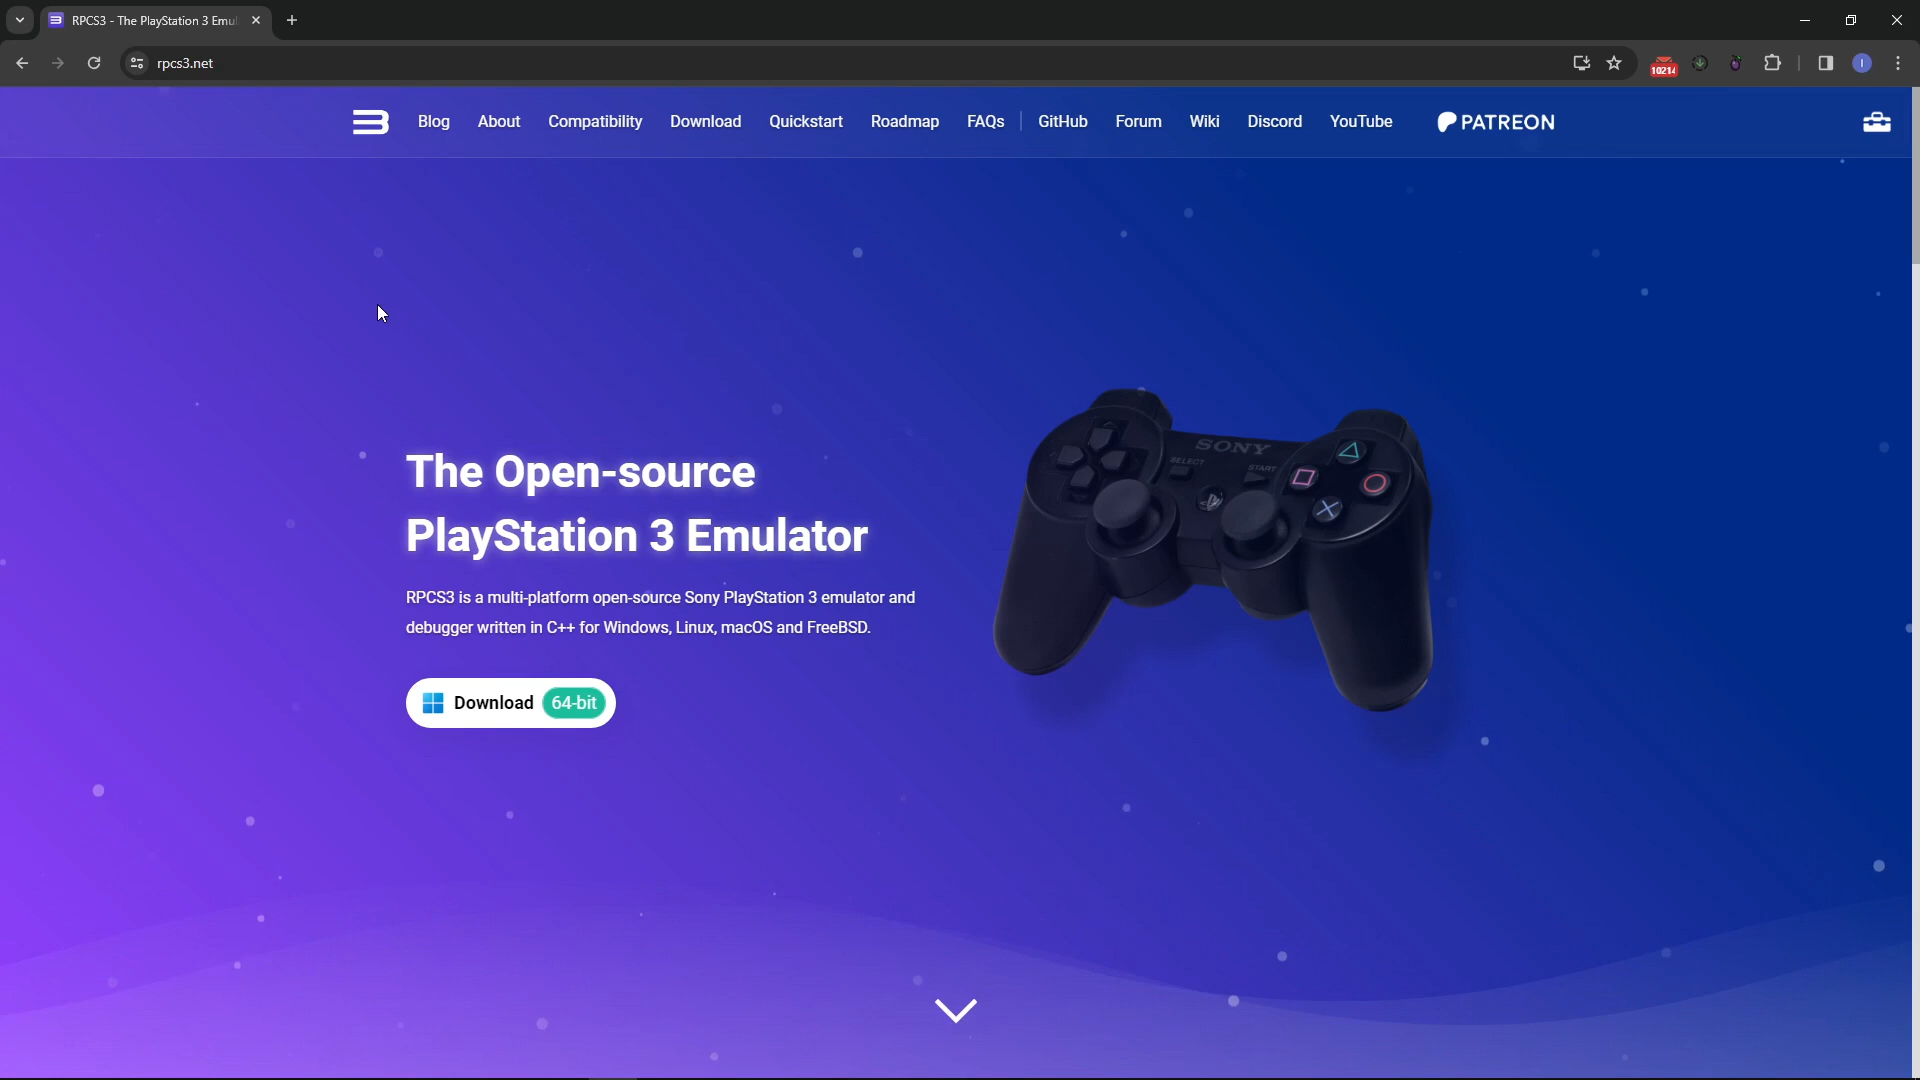 RPCS3 - The PlayStation 3 Emul
rpcs3.net
10214
I
Blog About Compatibility Download Quickstart Roadmap FAQs GitHub Forum Wiki Discord YouTube PATREON
SONY
SELECT
START
The Open-source
PlayStation 3 Emulator
RPCS3 is a multi-platform open-source Sony PlayStation 3 emulator and
debugger written in C++ for Windows, Linux, macOS and FreeBSD.
Download 64-bit